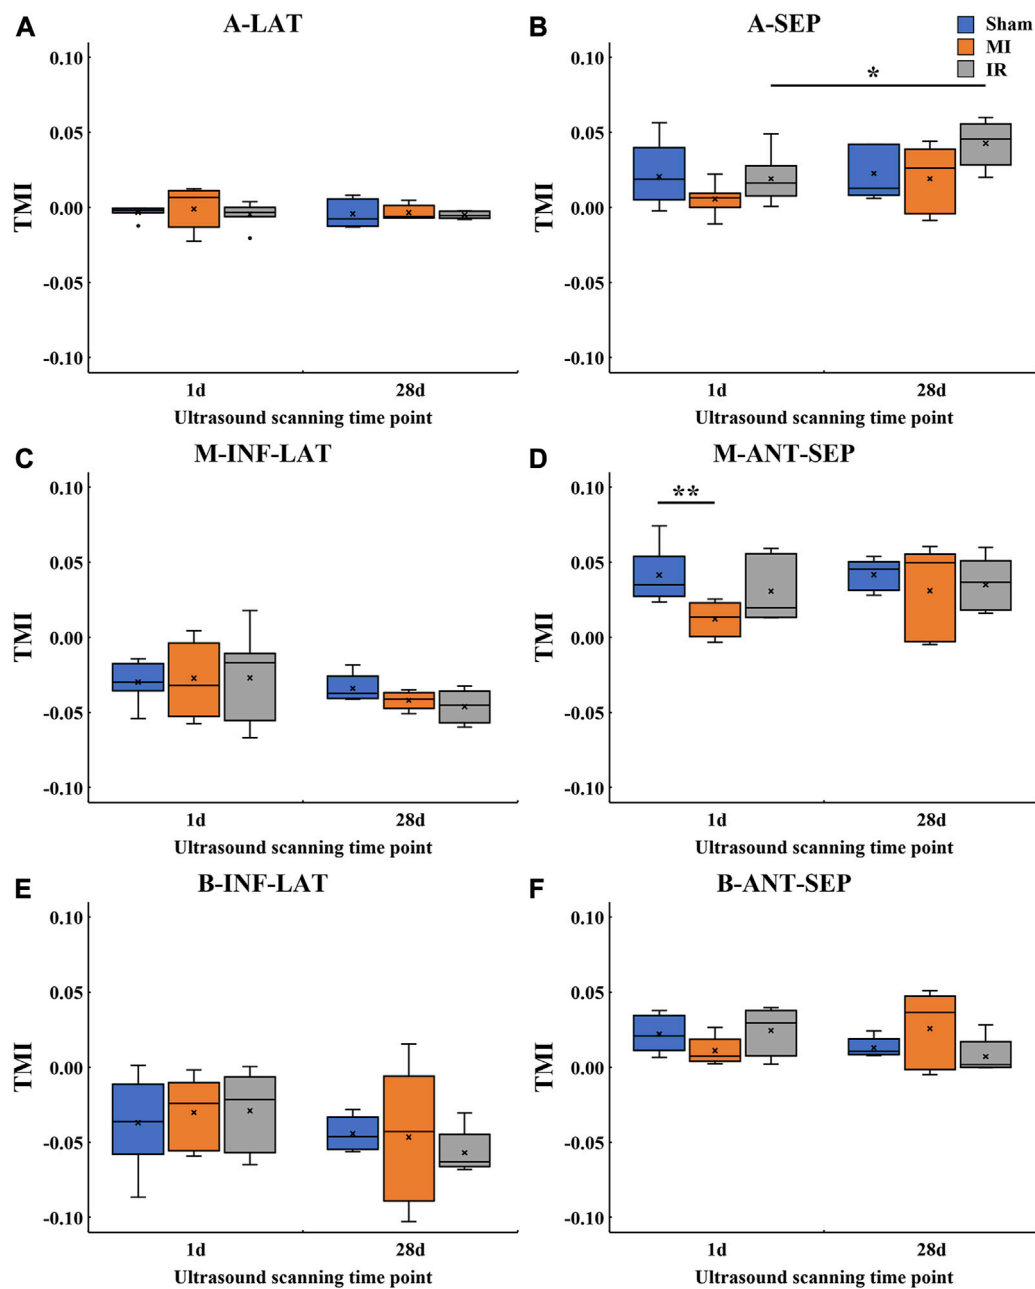 A
A-LAT
TMI
0.10
0.05
0.00
-0.05
-0.10
1d
28d
Ultrasound scanning time point
B
A-SEP
Sham
MI
IR
*
TMI
0.10
0.05
0.00
-0.05
-0.10
1d
28d
Ultrasound scanning time point
C
M-INF-LAT
TMI
0.10
0.05
0.00
-0.05
-0.10
1d
28d
Ultrasound scanning time point
D
M-ANT-SEP
**
TMI
0.10
0.05
0.00
-0.05
-0.10
1d
28d
Ultrasound scanning time point
E
B-INF-LAT
TMI
0.10
0.05
0.00
-0.05
-0.10
1d
28d
Ultrasound scanning time point
F
B-ANT-SEP
TMI
0.10
0.05
0.00
-0.05
-0.10
1d
28d
Ultrasound scanning time point